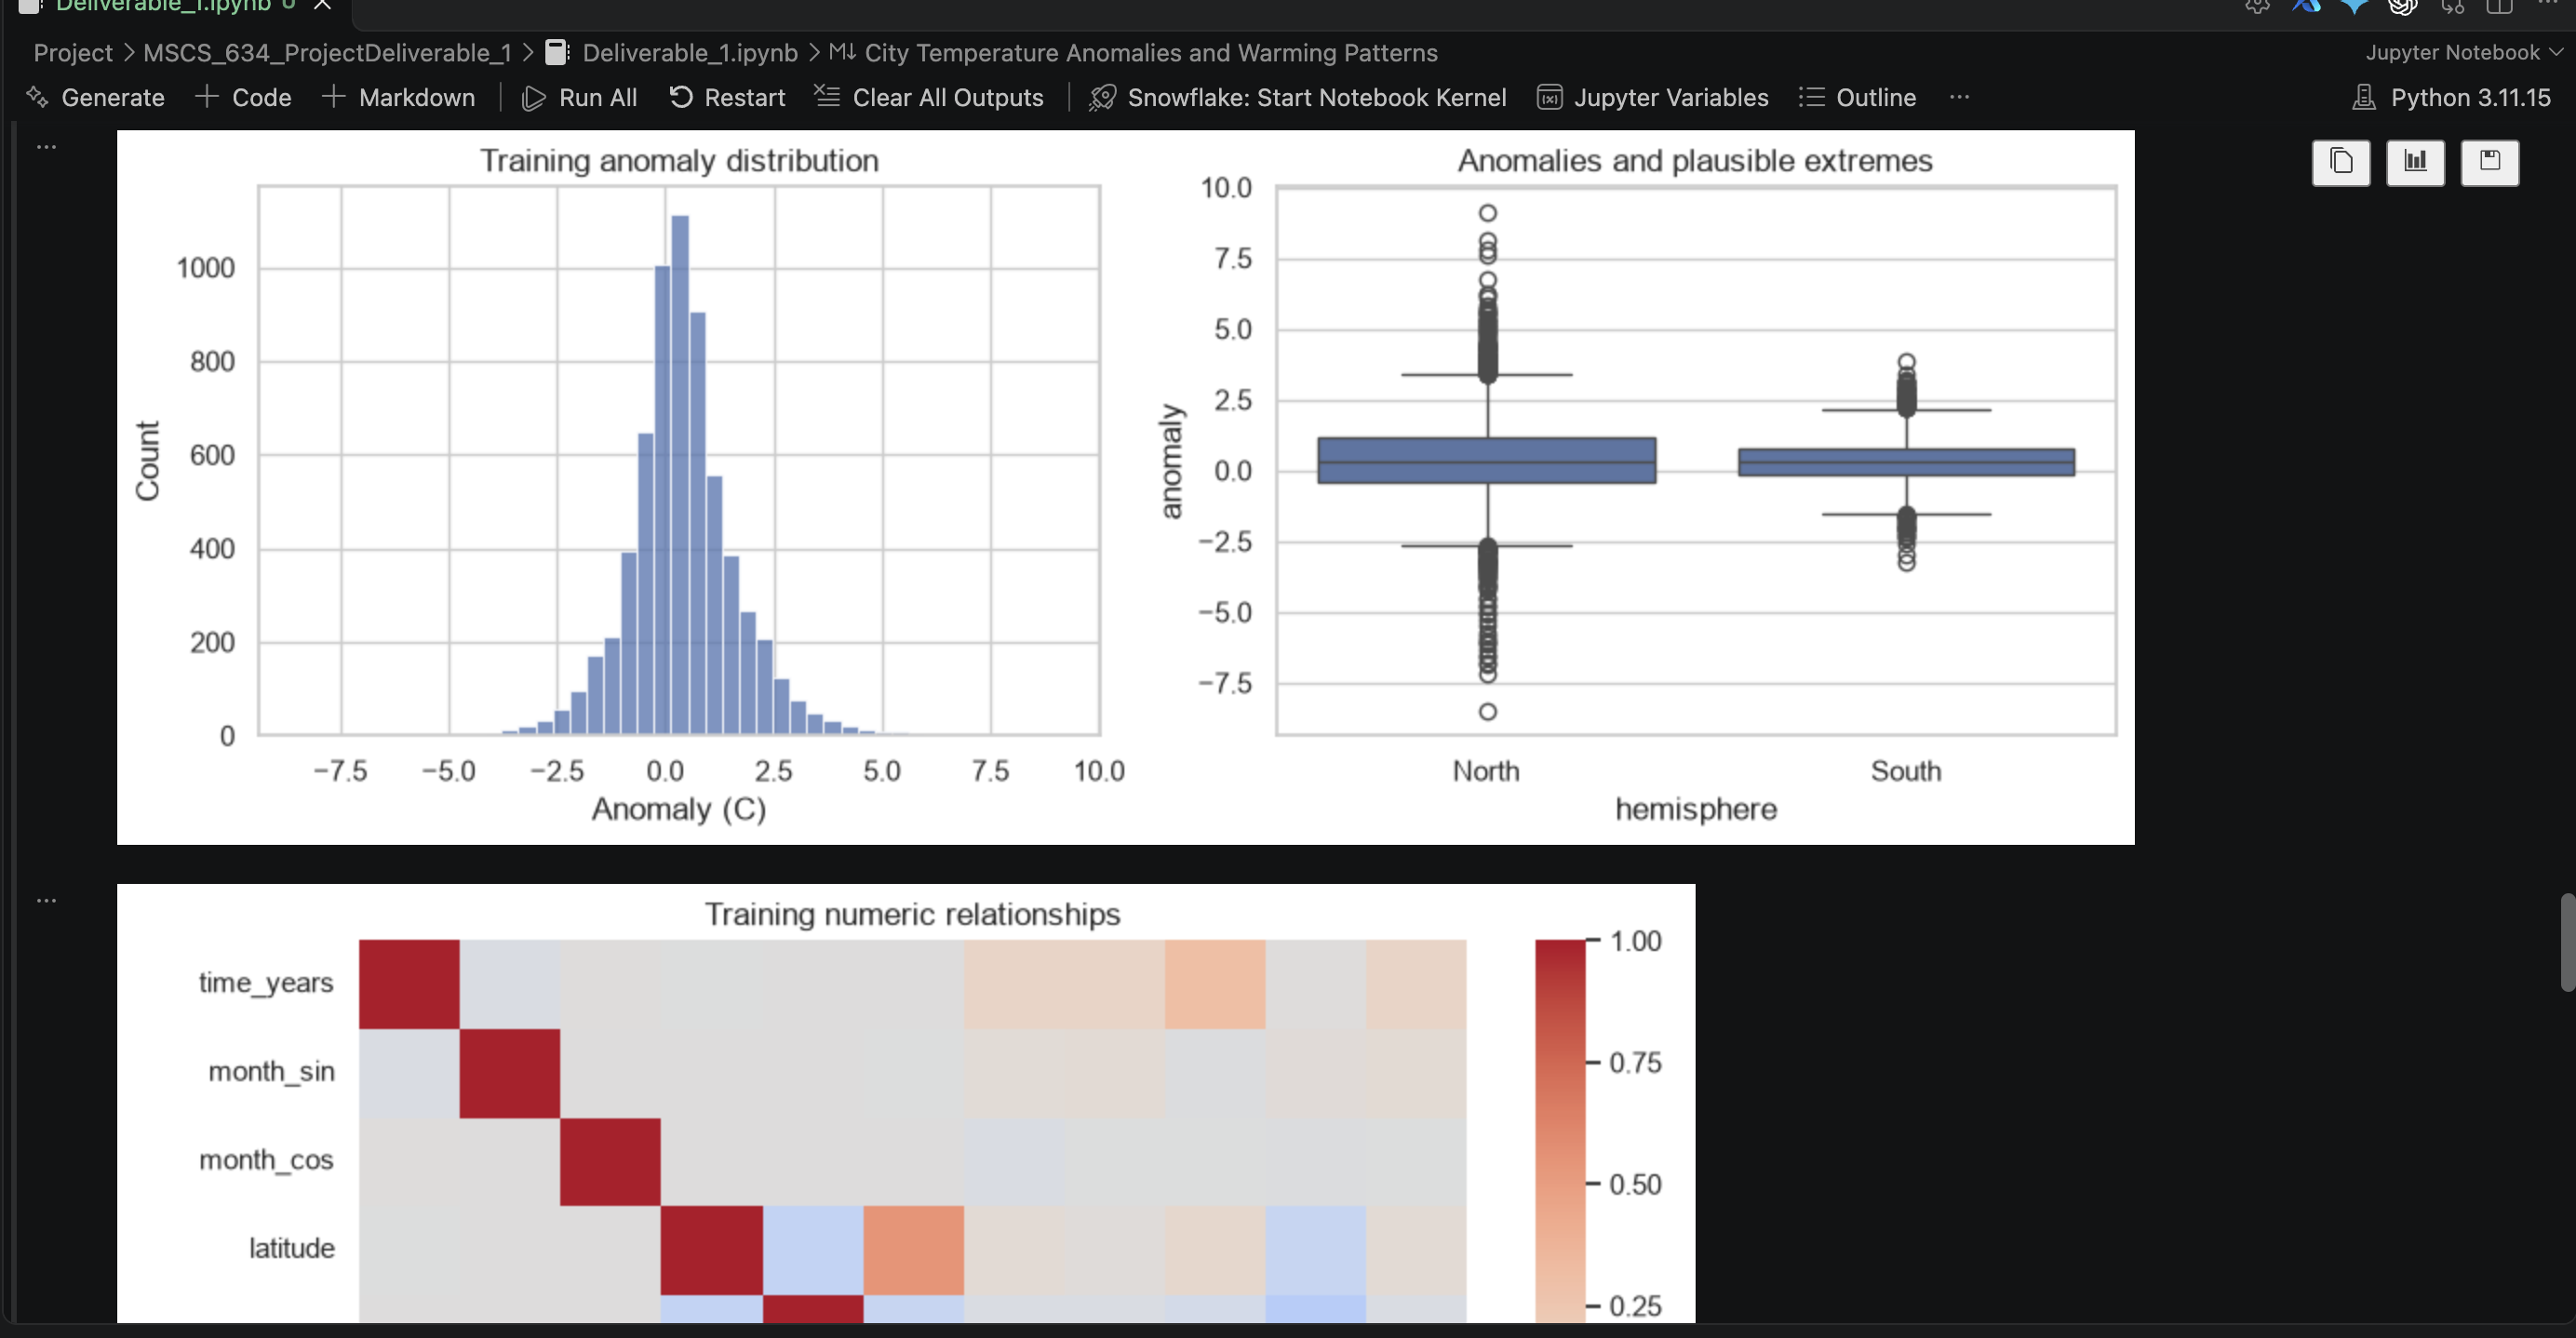 Deliverable_1.ipynb U
Project > MSCS_634_ProjectDeliverable_1 > Deliverable_1.ipynb > M↓ City Temperature Anomalies and Warming Patterns
Jupyter Notebook
Generate + Code + Markdown Run All Restart Clear All Outputs Snowflake: Start Notebook Kernel Jupyter Variables Outline ...
Python 3.11.15
...
Training anomaly distribution
1000
800
600
400
200
0
Count
−7.5 −5.0 −2.5 0.0 2.5 5.0 7.5 10.0
Anomaly (C)
Anomalies and plausible extremes
10.0
7.5
5.0
2.5
0.0
−2.5
−5.0
−7.5
anomaly
North South
hemisphere
...
Training numeric relationships
time_years
month_sin
month_cos
latitude
1.00
0.75
0.50
0.25